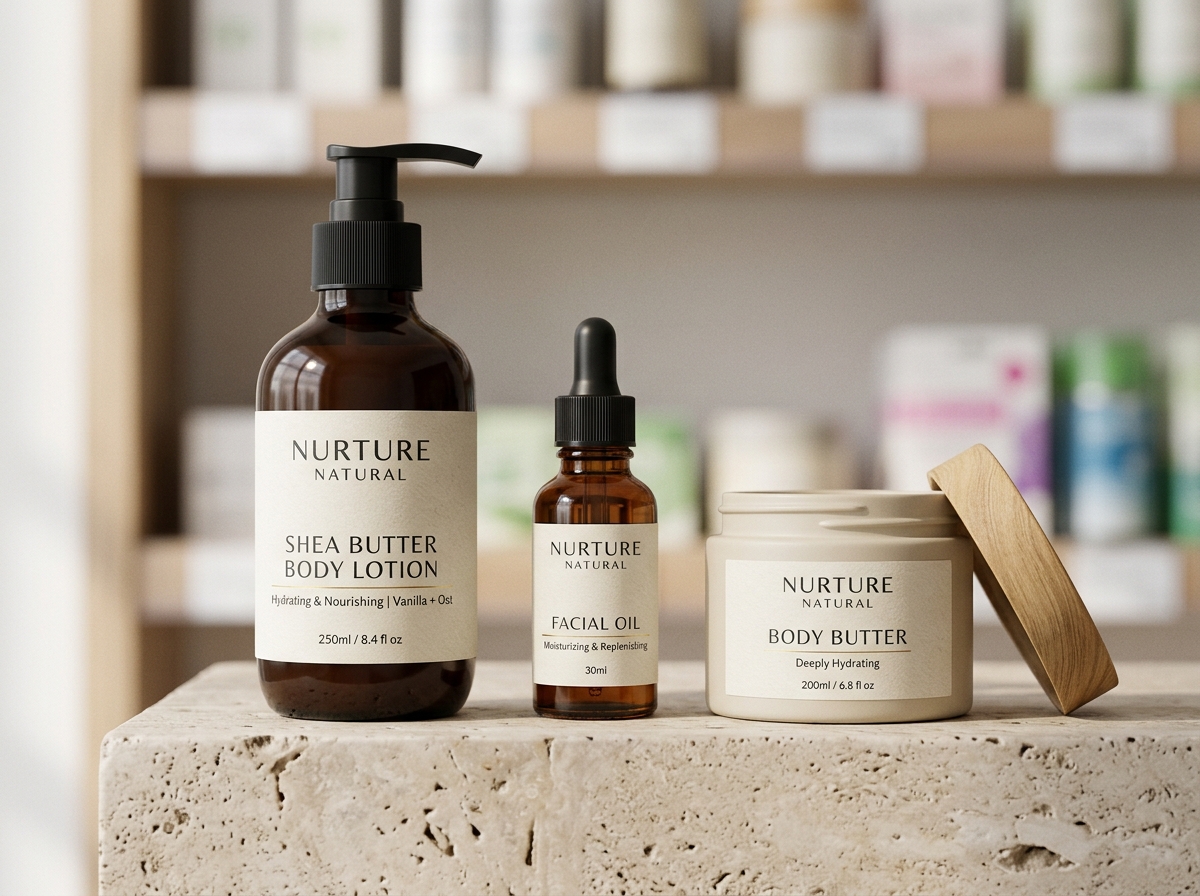 NURTURE
NATURAL
SHEA BUTTER
BODY LOTION
Hydrating & Nourishing | Vanilla + Ost
250ml / 8.4 fl oz
NURTURE
NATURAL
FACIAL OIL
Moisturizing & Replenisbing
30ml
NURTURE
NATURAL
BODY BUTTER
Deeply Hydrating
200ml / 6.8 fl oz